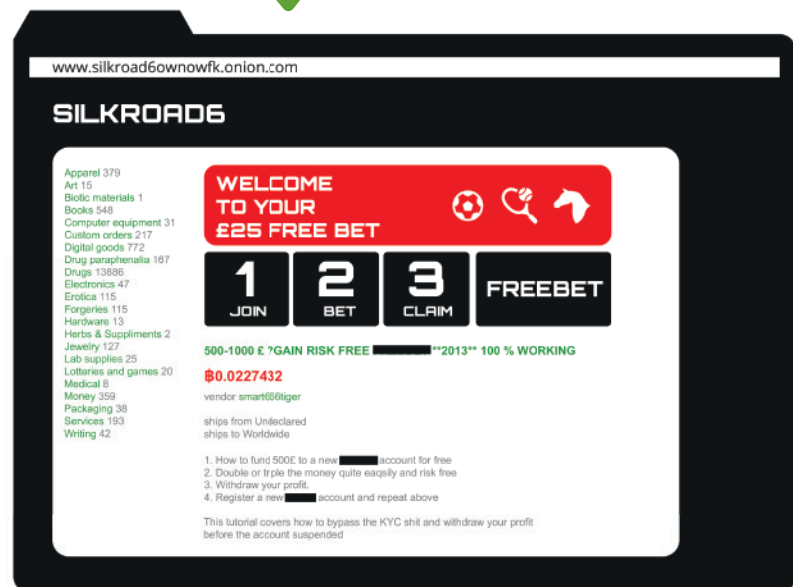 www.silkroad6ownowfk.onion.com
SILKROAD6
Apparel 379
Art 15
Biotic materials 1
Books 548
Computer equipment 31
Custom orders 217
Digital goods 772
Drug paraphenalia 167
Drugs 13886
Electronics 47
Erotica 115
Forgeries 115
Hardware 13
Herbs & Suppliments 2
Jewelry 127
Lab supplies 25
Lotteries and games 20
Medical 8
Money 359
Packaging 38
Services 193
Writing 42
WELCOME
TO YOUR
£25 FREE BET
1
JOIN
2
BET
3
CLAIM
FREEBET
500-1000 £ ?GAIN RISK FREE **2013** 100 % WORKING
฿0.0227432
vendor smart666tiger
ships from Undeclared
ships to Worldwide
1. How to fund 500£ to a new account for free
2. Double or triple the money quite eaqsily and risk free
3. Withdraw your profit.
4. Register a new account and repeat above
This tutorial covers how to bypass the KYC shit and withdraw your profit
before the account suspended